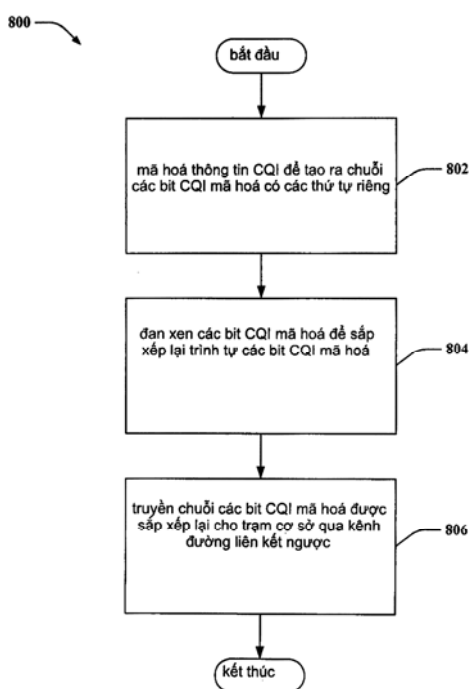 800
bắt đầu
mã hoá thông tin CQI để tạo ra chuỗi
các bit CQI mã hoá có các thứ tự riêng
802
đan xen các bit CQI mã hoá để sắp
xếp lại trình tự các bit CQI mã hoá
804
truyền chuỗi các bit CQI mã hoá được
sắp xếp lại cho trạm cơ sở qua kênh
đường liên kết ngược
806
kết thúc